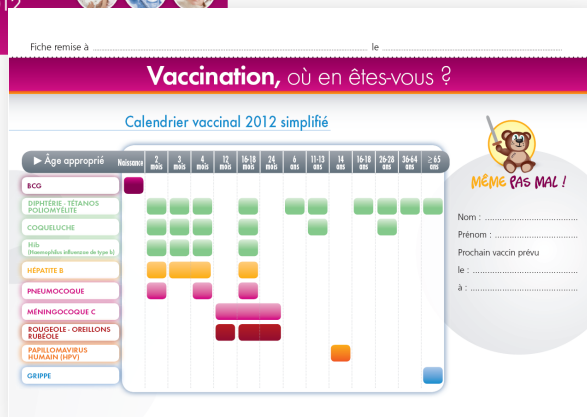 Fiche remise à ........ le ........
Vaccination, où en êtes-vous ?
Calendrier vaccinal 2012 simplifié
► Âge approprié Naissance 2 mois 3 mois 4 mois 12 mois 16-18 mois 24 mois 6 ans 11-13 ans 14 ans 16-18 ans 26-28 ans 36-64 ans ≥ 65 ans
BCG
DIPHTÉRIE - TÉTANOS
POLIOMYÉLITE
COQUELUCHE
Hib
(Haemophilus influenzae de type b)
HÉPATITE B
PNEUMOCOQUE
MÉNINGOCOQUE C
ROUGEOLE - OREILLONS
RUBÉOLE
PAPILLOMAVIRUS
HUMAIN (HPV)
GRIPPE
MÊME PAS MAL !
Nom : ........
Prénom : ........
Prochain vaccin prévu
le : ........
à : ........